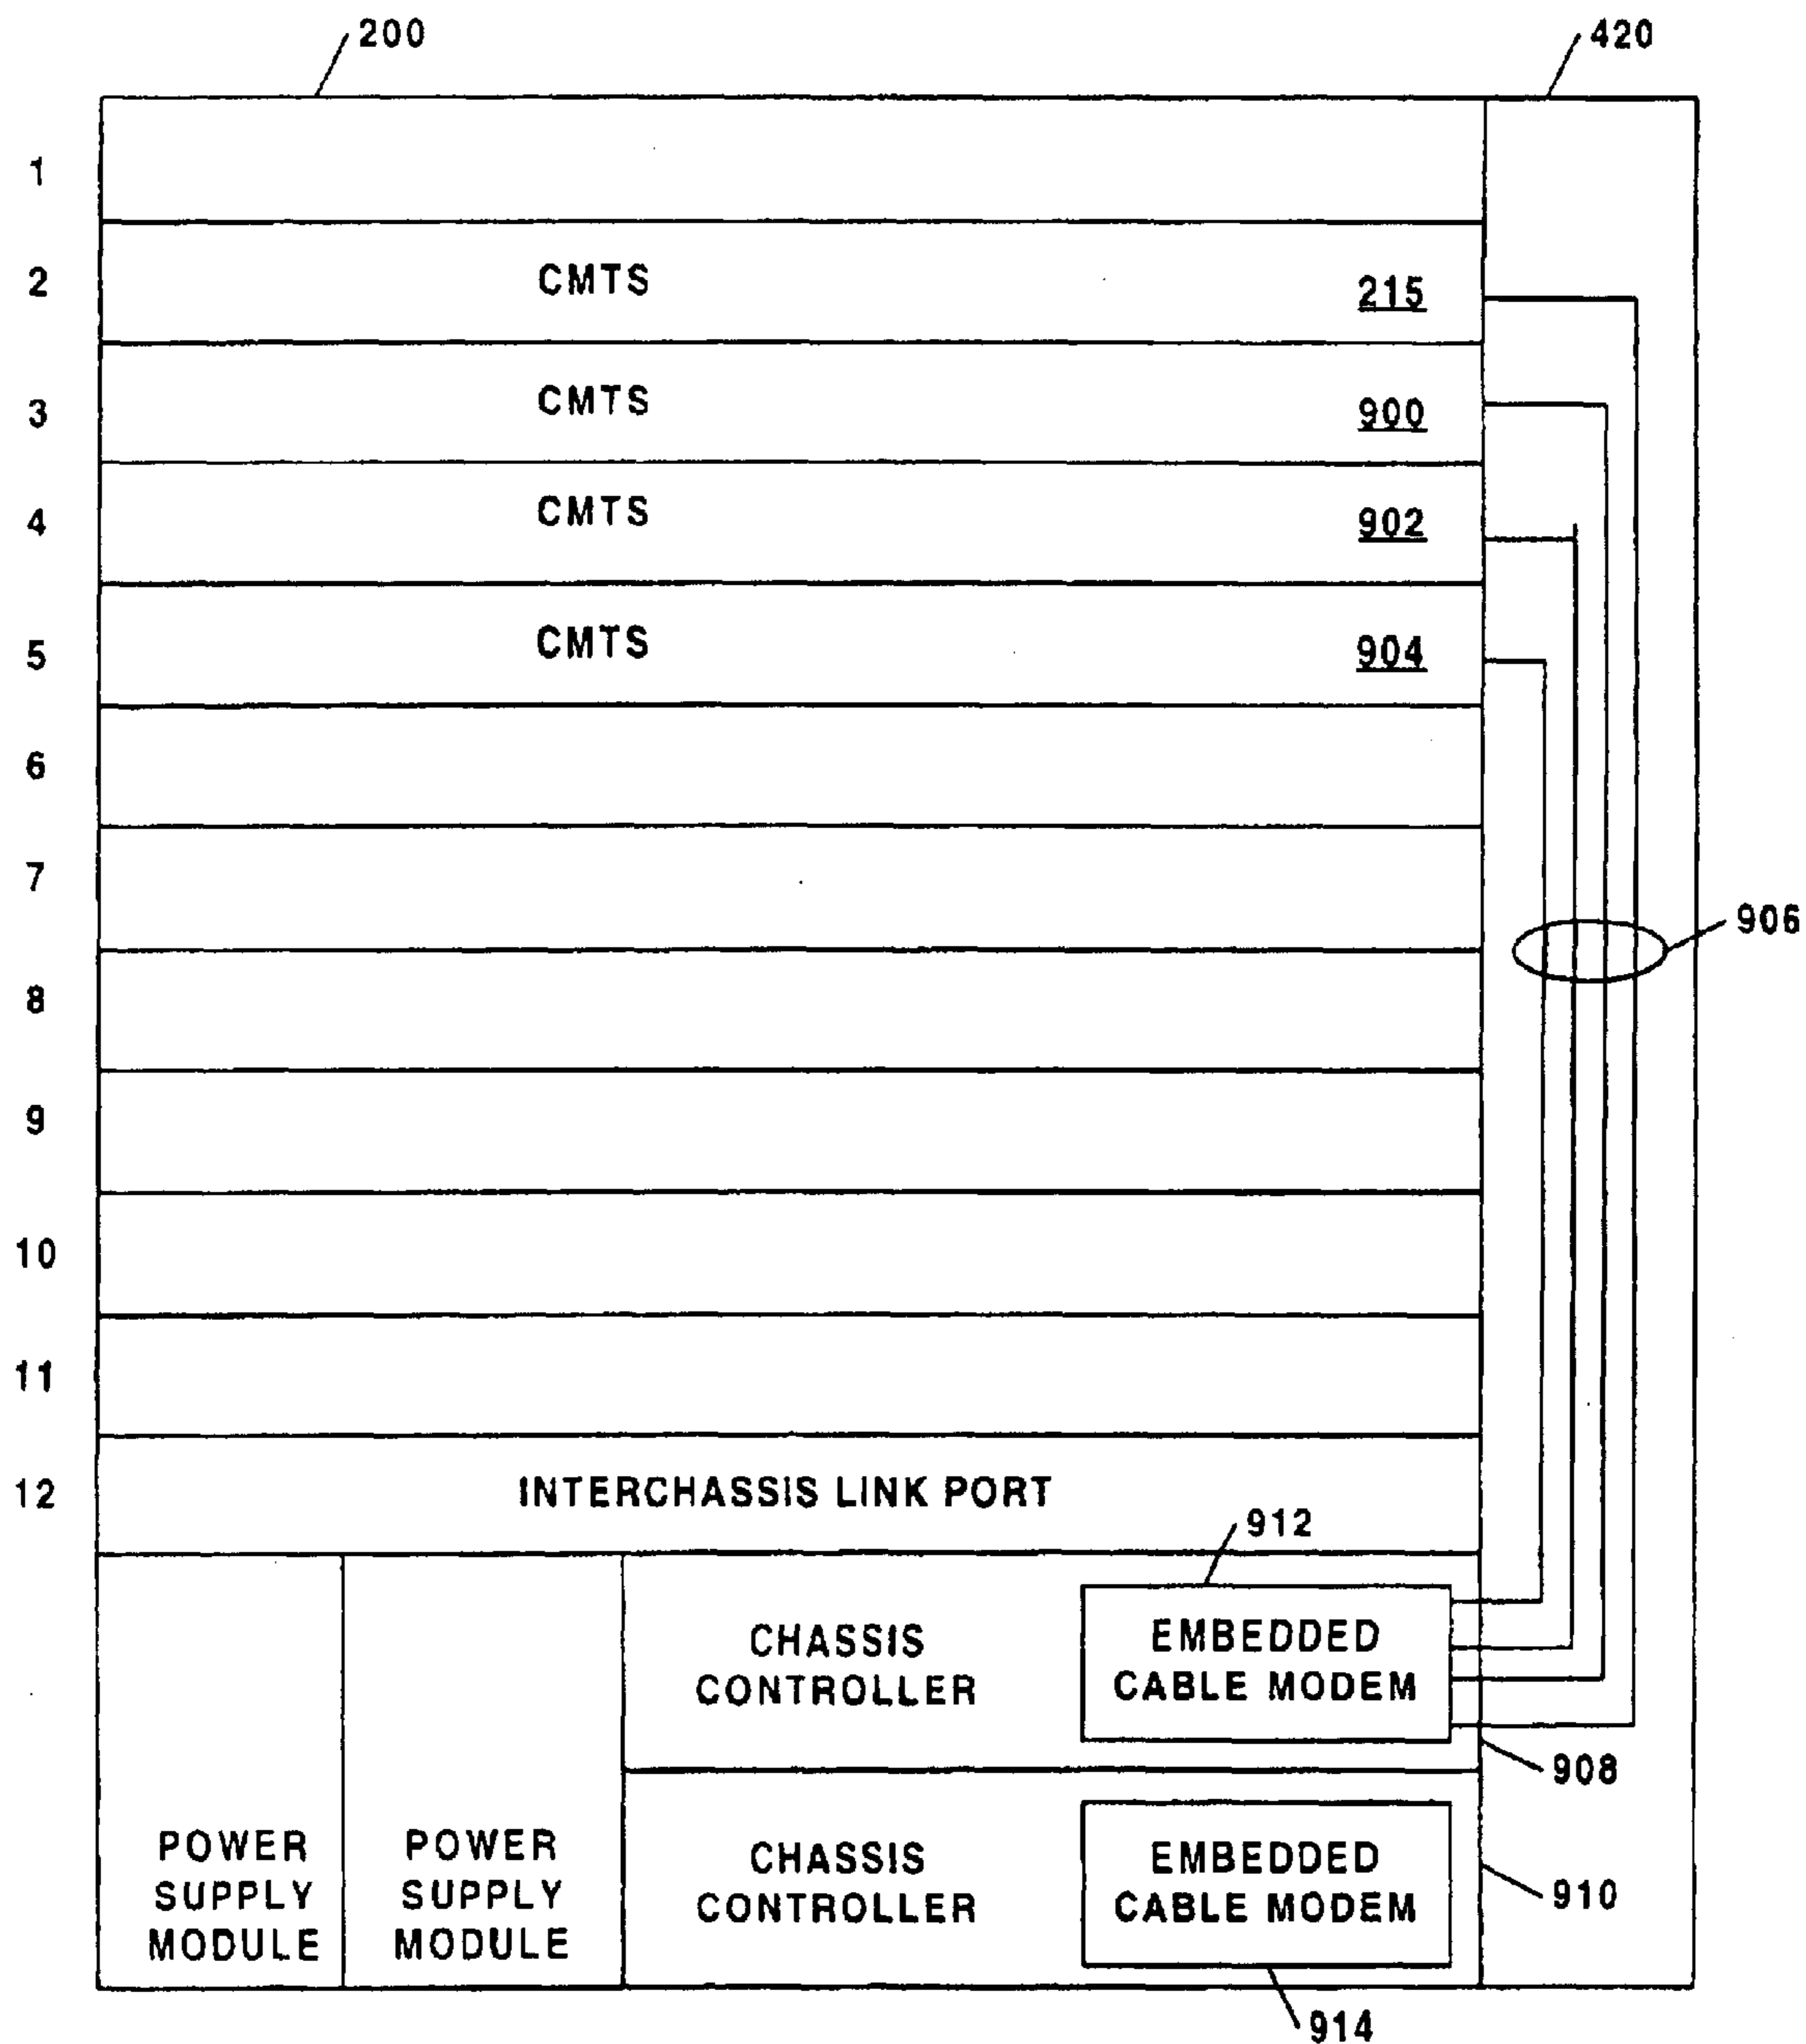 200
420
1
2 CMTS 215
3 CMTS 900
4 CMTS 902
5 CMTS 904
6
7
906
8
9
10
11
12 INTERCHASSIS LINK PORT
912
CHASSIS
CONTROLLER
EMBEDDED
CABLE MODEM
908
POWER
SUPPLY
MODULE
POWER
SUPPLY
MODULE
CHASSIS
CONTROLLER
EMBEDDED
CABLE MODEM
910
914